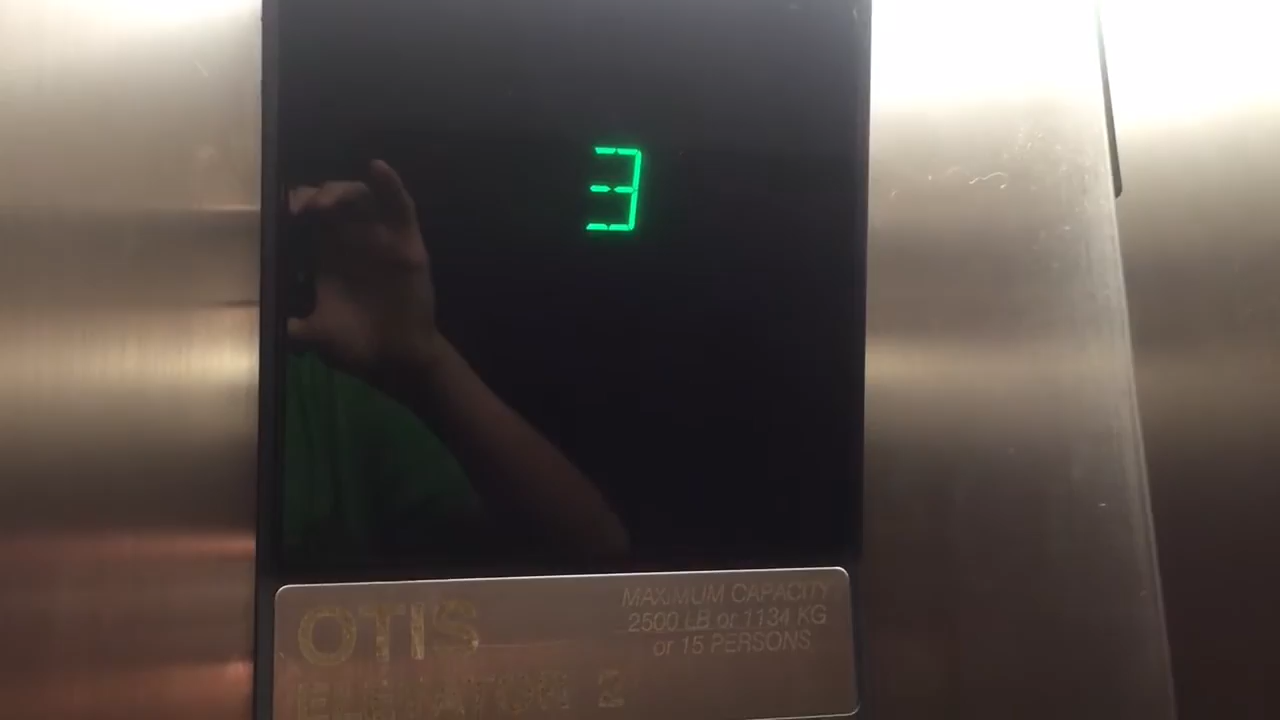 3
OTIS
MAXIMUM CAPACITY
2500 LB or 1134 KG
or 15 PERSONS
ELEVATOR 2